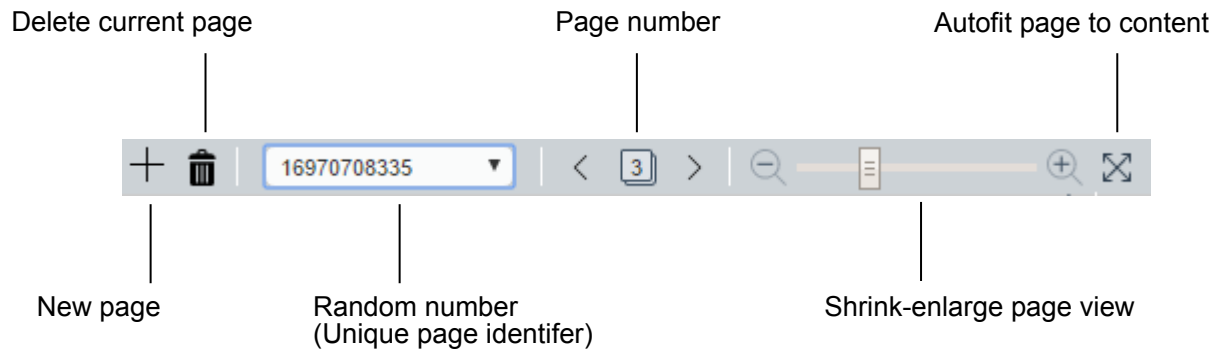 Delete current page
Page number
Autofit page to content
16970708335
3
New page
Random number
(Unique page identifer)
Shrink-enlarge page view